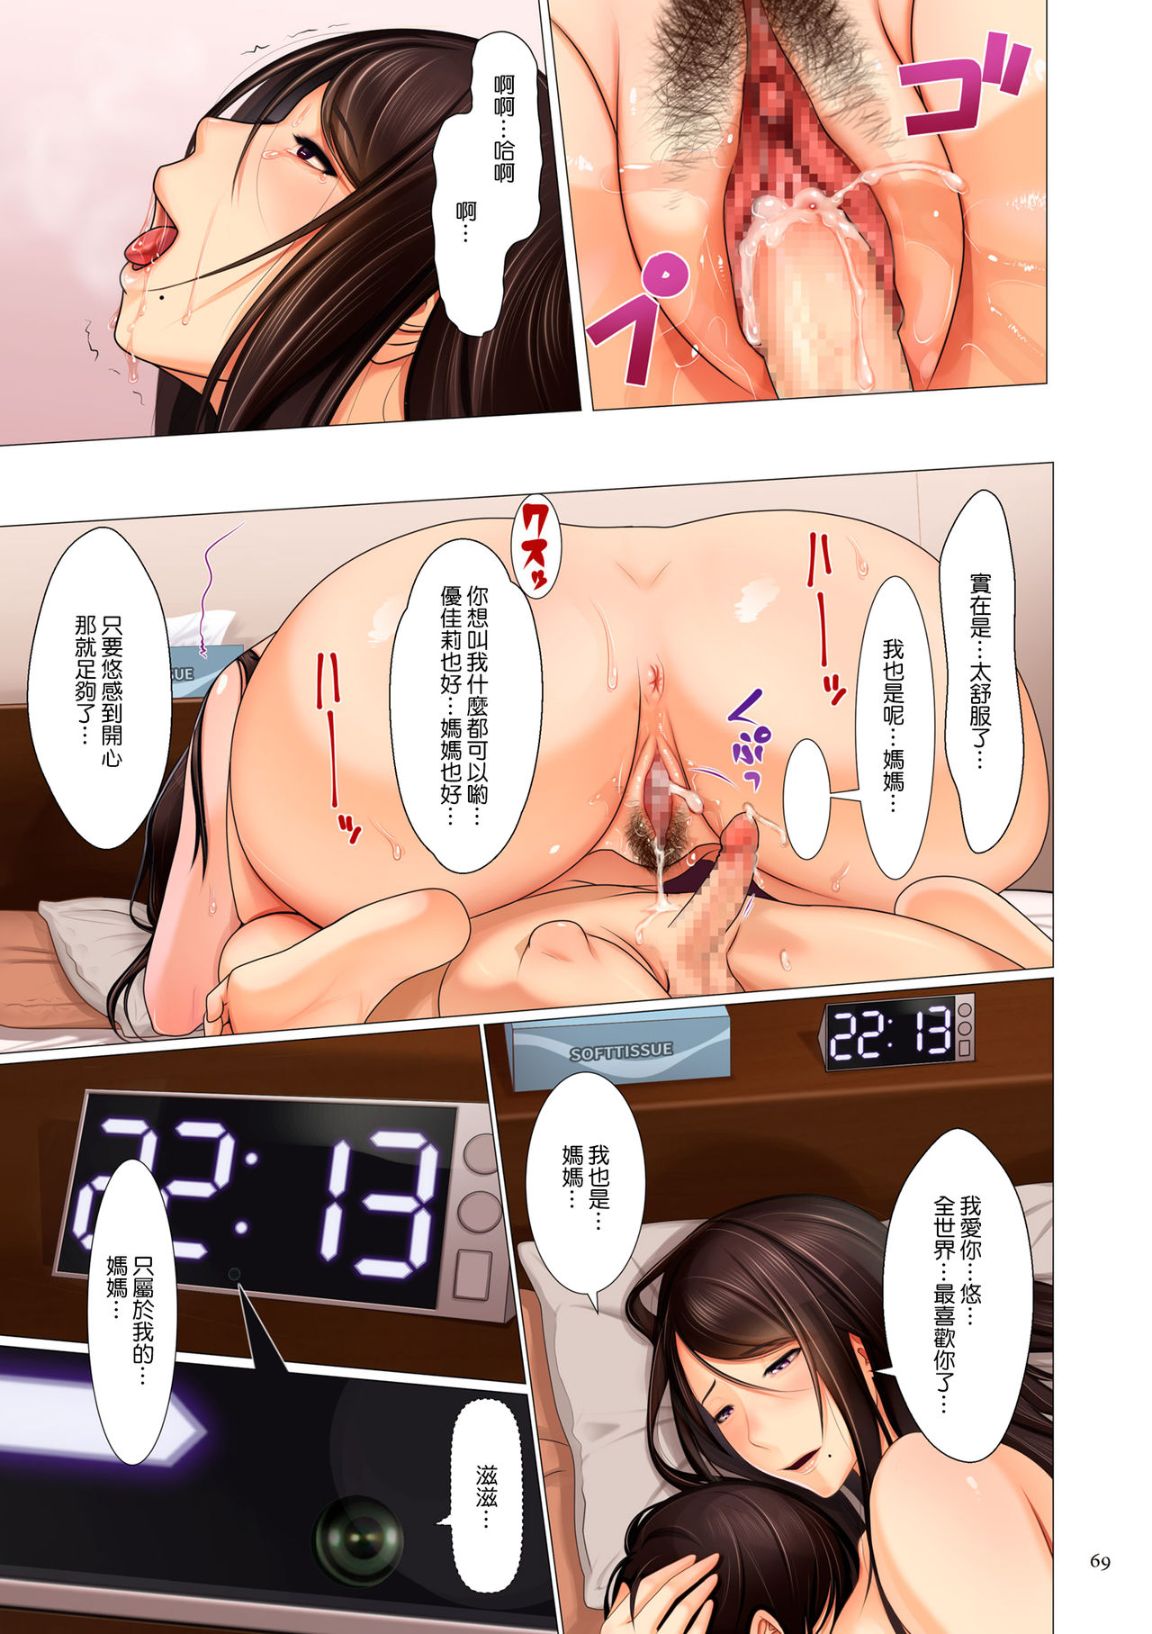 ゴ
プ
啊啊…哈啊
啊…
實在是…太舒服了…
我也是呢…媽媽…
くぷっ
ハーッ
クスッ
你想叫我什麼都可以喲…
優佳莉也好…媽媽也好…
ハーッ
只要悠感到開心
那就足夠了…
SUE
SOFTTISSUE
22:13
我愛你…悠…
全世界…最喜歡你了…
我也是…
媽媽…
22:13
只屬於我的…
媽媽…
滋滋…
69